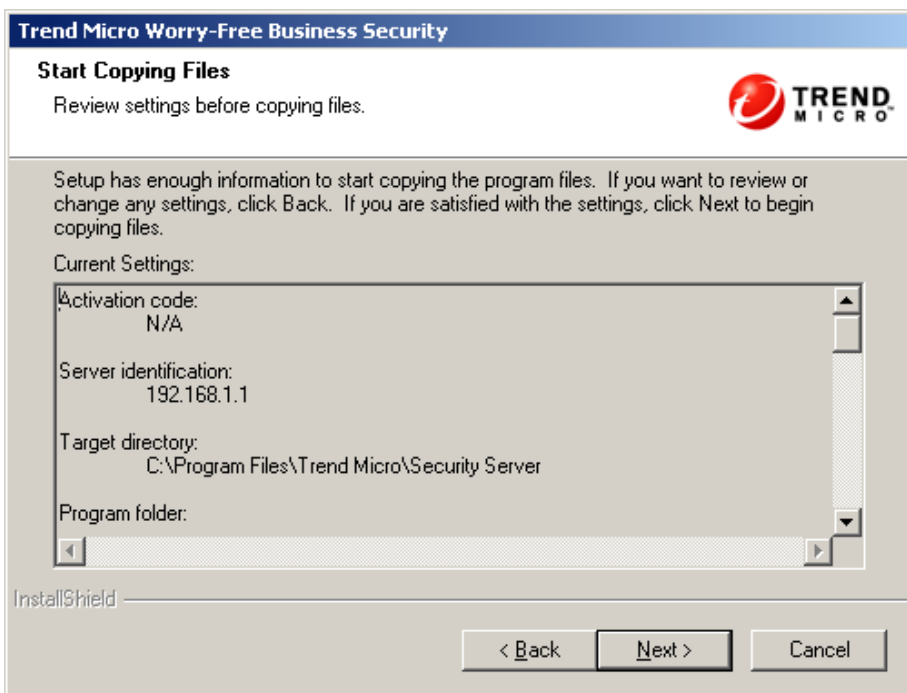 Trend Micro Worry-Free Business Security
Start Copying Files
Review settings before copying files.
TREND
MICRO
Setup has enough information to start copying the program files. If you want to review or
change any settings, click Back. If you are satisfied with the settings, click Next to begin
copying files.
Current Settings:
Activation code:
N/A
Server identification:
192.168.1.1
Target directory:
C:\Program Files\Trend Micro\Security Server
Program folder:
InstallShield
< Back
Next >
Cancel